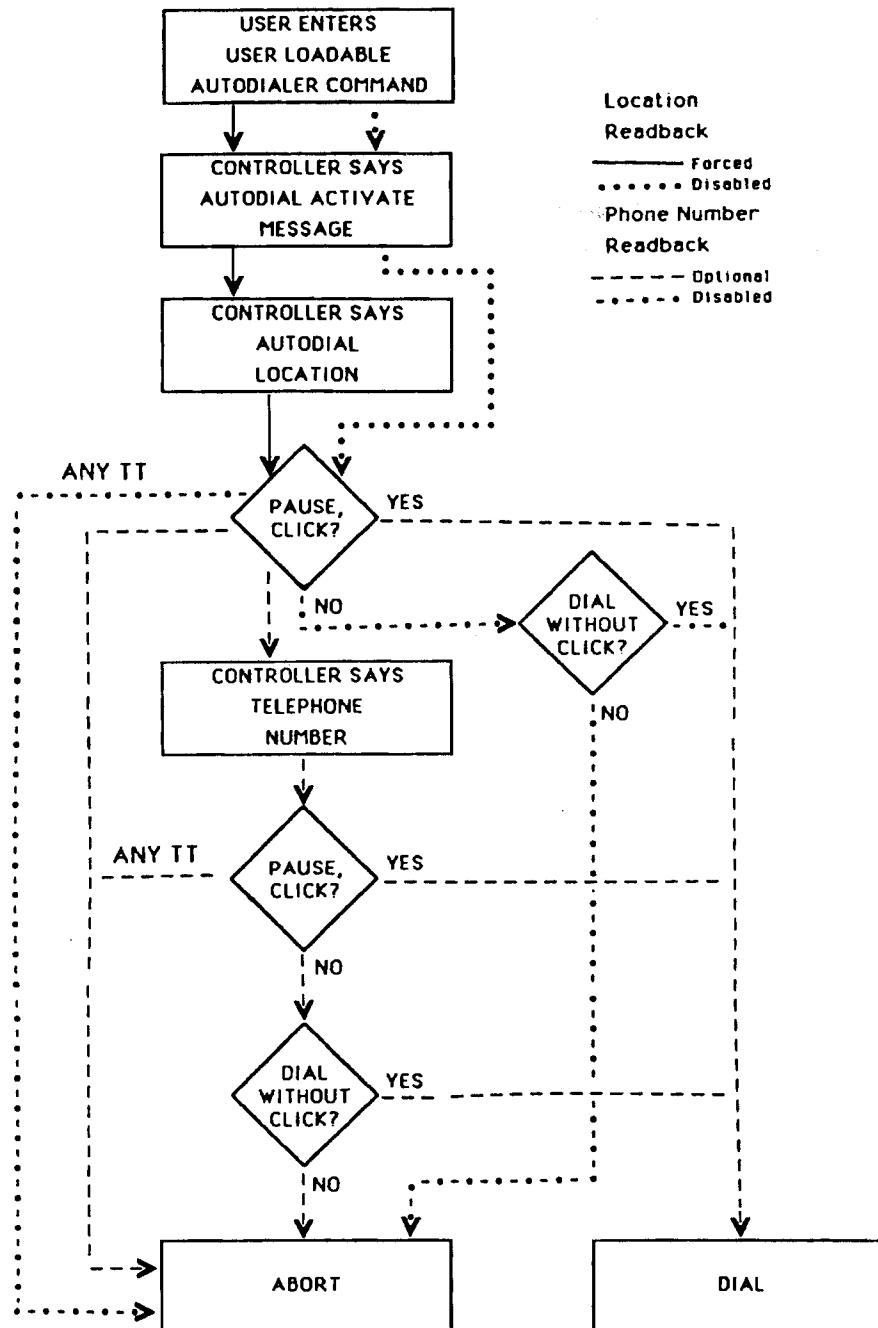 USER ENTERS
USER LOADABLE
AUTODIALER COMMAND
Location
Readback
Forced
Disabled
Phone Number
Readback
Optional
Disabled
CONTROLLER SAYS
AUTODIAL ACTIVATE
MESSAGE
CONTROLLER SAYS
AUTODIAL
LOCATION
ANY TT
PAUSE,
CLICK?
YES
NO
DIAL
WITHOUT
CLICK?
YES
NO
CONTROLLER SAYS
TELEPHONE
NUMBER
ANY TT
PAUSE,
CLICK?
YES
NO
DIAL
WITHOUT
CLICK?
YES
NO
ABORT
DIAL